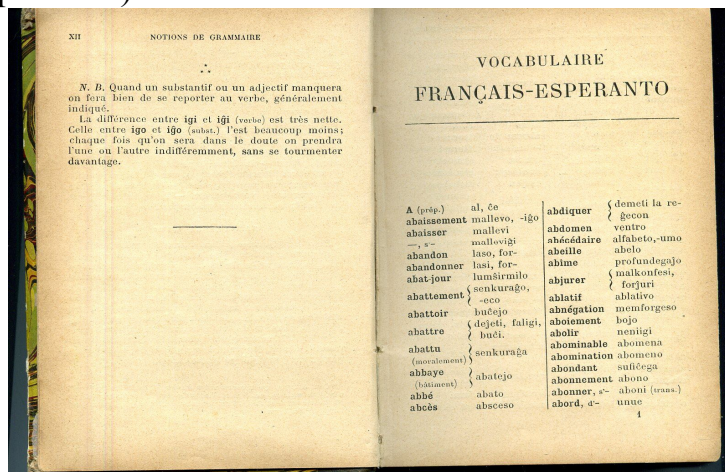 XII
NOTIONS DE GRAMMAIRE
N. B. Quand un substantif ou un adjectif manquera
on fera bien de se reporter au verbe, généralement
indiqué.
La différence entre igi et iĝi (verbe) est très nette.
Celle entre igo et iĝo (subst.) l'est beaucoup moins;
chaque fois qu'on sera dans le doute on prendra
l'une ou l'autre indifféremment, sans se tourmenter
davantage.
VOCABULAIRE
FRANÇAIS-ESPERANTO
A (prép.) al, ĉe
abaissement mallevo, -iĝo
abaisser mallevi
—, s'- malleviĝi
abandon laso, for-
abandonner lasi, for-
abat-jour lumŝirmilo
abattement { senkuraĝo,
-eco
abattoir buĉejo
abattre { deĵeti, faligi,
buĉi.
abattu
(moralement) } senkuraĝa
abbaye
(bâtiment) } abatejo
abbé abato
abcès absceso
abdiquer { demeti la re-
ĝecon
abdomen ventro
abécédaire alfabeto,-umo
abeille abelo
abîme profundegaĵo
abjurer { malkonfesi,
forĵuri
ablatif ablativo
abnégation memforgeso
aboiement bojo
abolir neniigi
abominable abomena
abomination abomeno
abondant sufiĉega
abonnement abono
abonner, s'- aboni (trans.)
abord, d'- unue
1